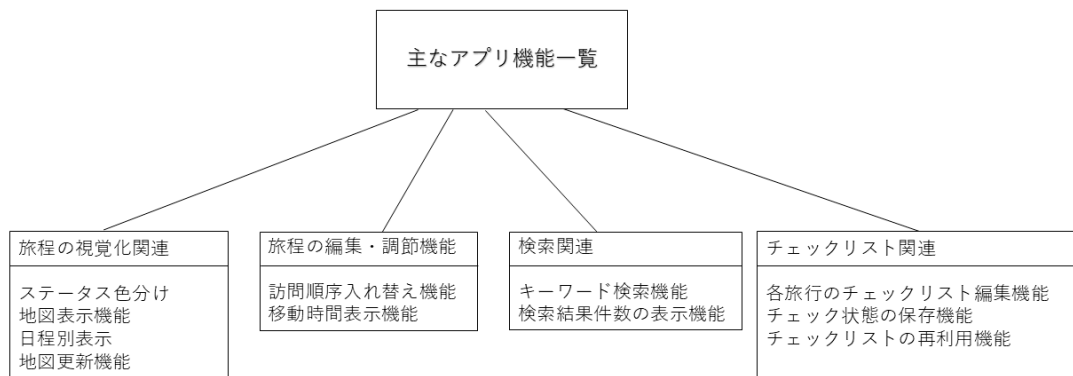 主なアプリ機能一覧
旅程の視覚化関連
ステータス色分け
地図表示機能
日程別表示
地図更新機能
旅程の編集・調節機能
訪問順序入れ替え機能
移動時間表示機能
検索関連
キーワード検索機能
検索結果件数の表示機能
チェックリスト関連
各旅行のチェックリスト編集機能
チェック状態の保存機能
チェックリストの再利用機能